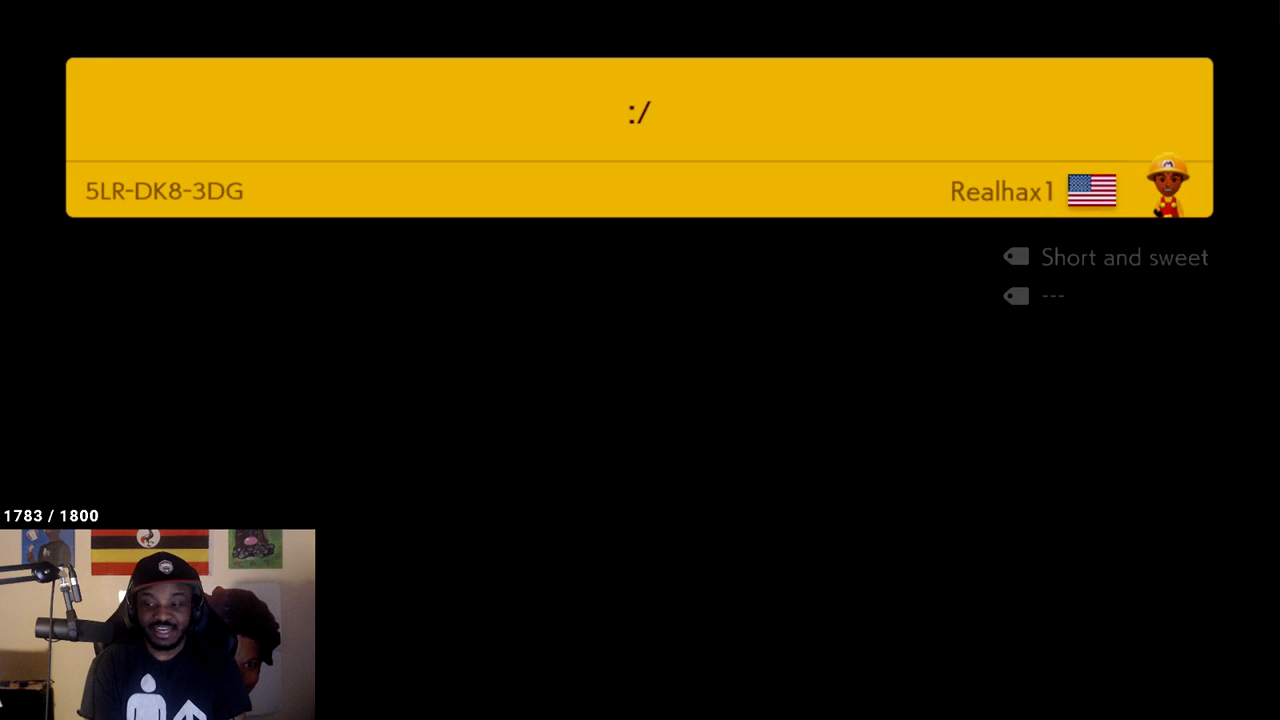 :/
5LR-DK8-3DG
Realhax1
Short and sweet
---
1783 / 1800